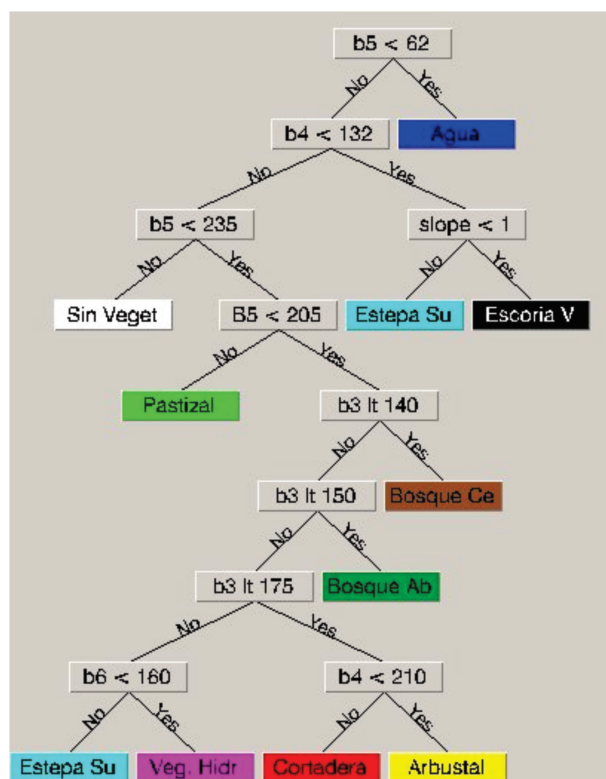 b5 < 62
No
Yes
b4 < 132
Agua
No
Yes
b5 < 235
slope < 1
No
Yes
No
Yes
Sin Veget
B5 < 205
Estepa Su
Escoria V
No
Yes
Pastizal
b3 lt 140
No
Yes
b3 lt 150
Bosque Ce
No
Yes
b3 lt 175
Bosque Ab
No
Yes
b6 < 160
b4 < 210
No
Yes
No
Yes
Estepa Su
Veg. Hidr
Cortadera
Arbustal